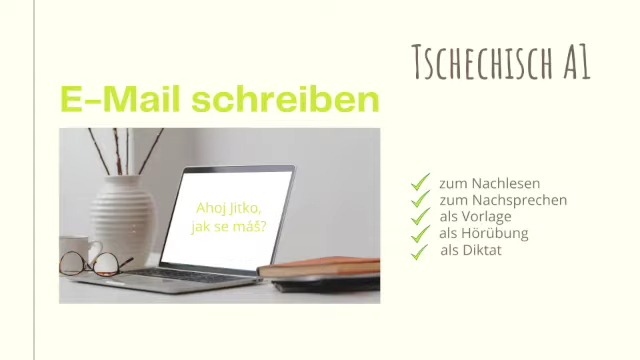 Tschechisch A1
E-Mail schreiben
Ahoj Jitko,
jak se máš?
zum Nachlesen
zum Nachsprechen
als Vorlage
als Hörübung
als Diktat